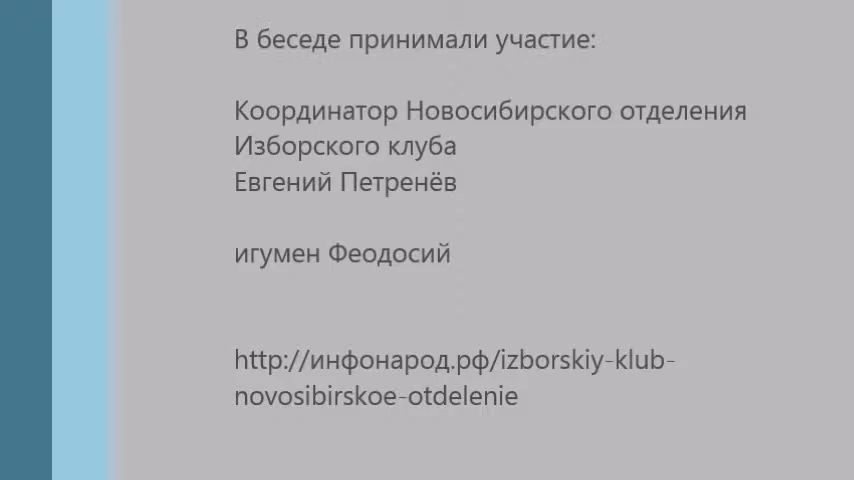 В беседе принимали участие:
Координатор Новосибирского отделения
Изборского клуба
Евгений Петренёв
игумен Феодосий
http://инфонарод.рф/izborskiy-klub-
novosibirskoe-otdelenie